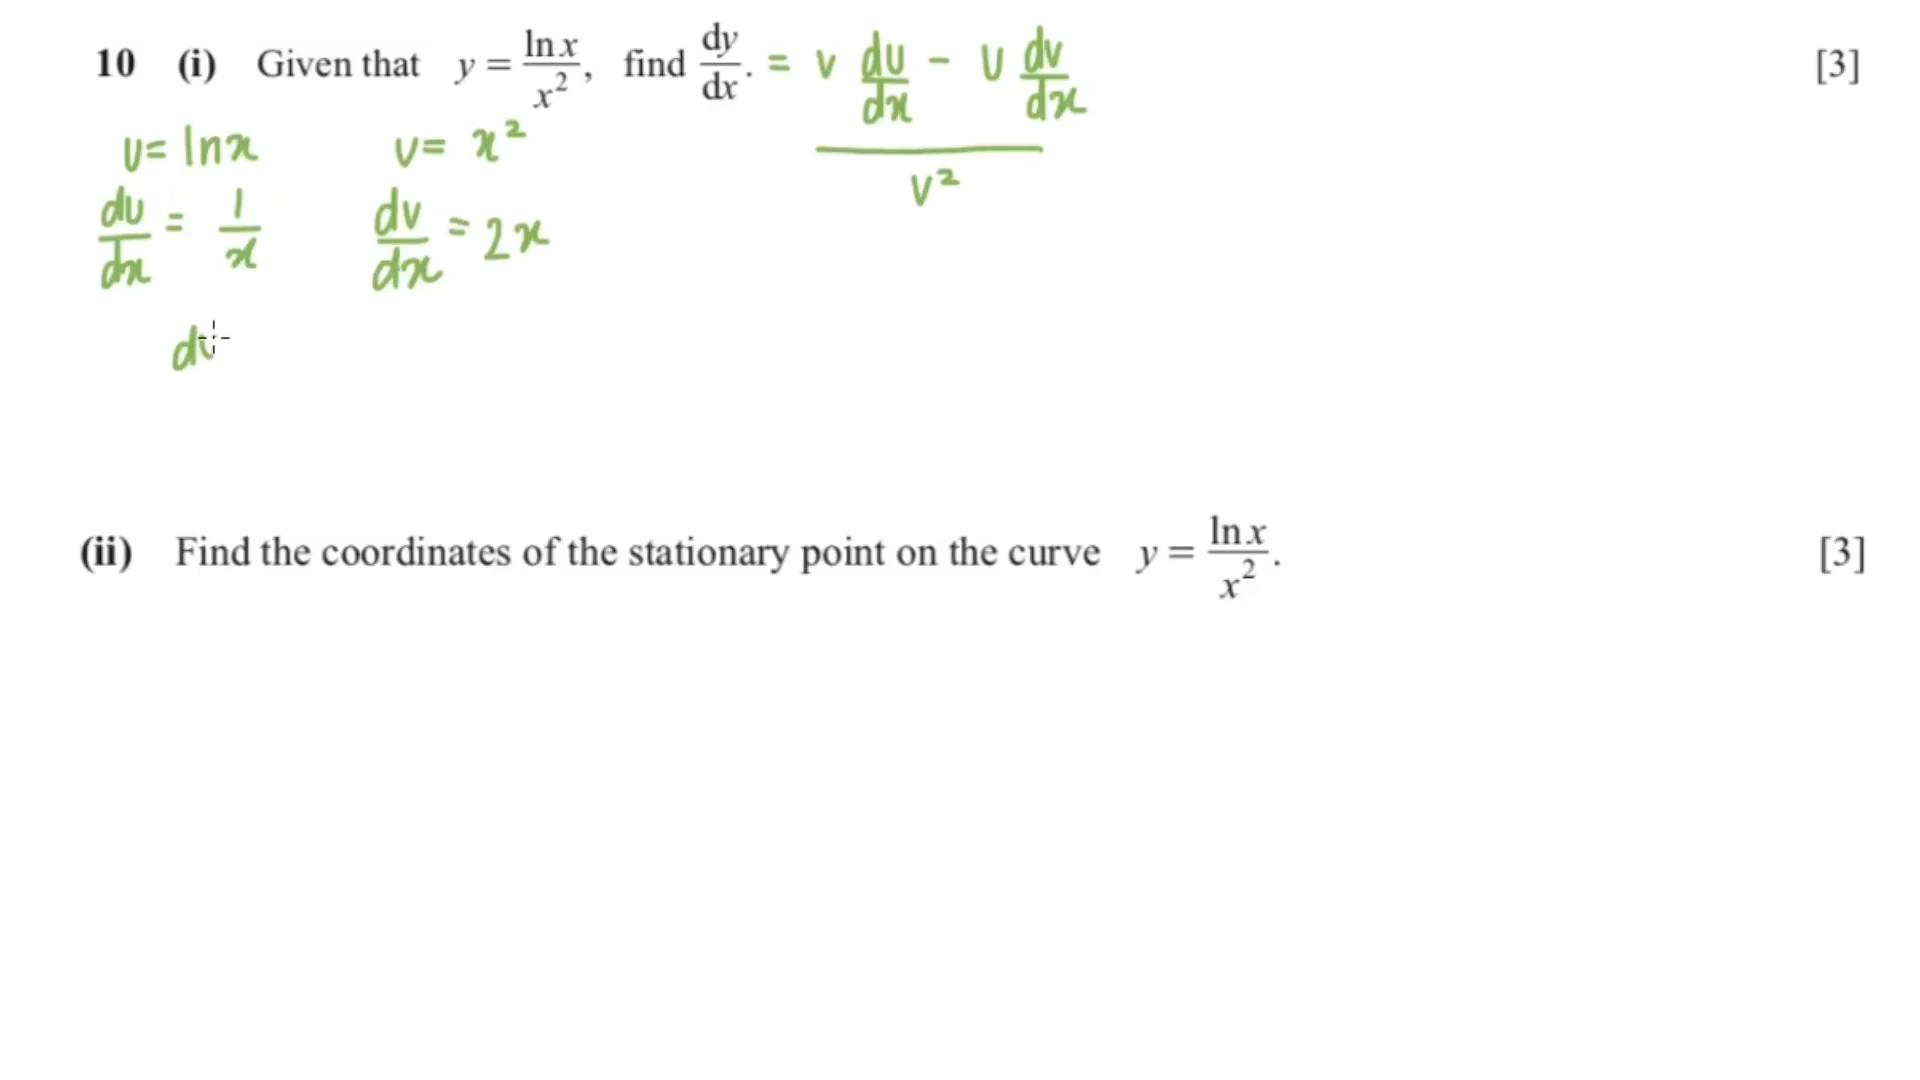 10 (i) Given that y = ln x / x², find dy/dx. = v du/dx - u dv/dx / v² [3]
u = ln x v = x²
du/dx = 1/x dv/dx = 2x
du
(ii) Find the coordinates of the stationary point on the curve y = ln x / x². [3]